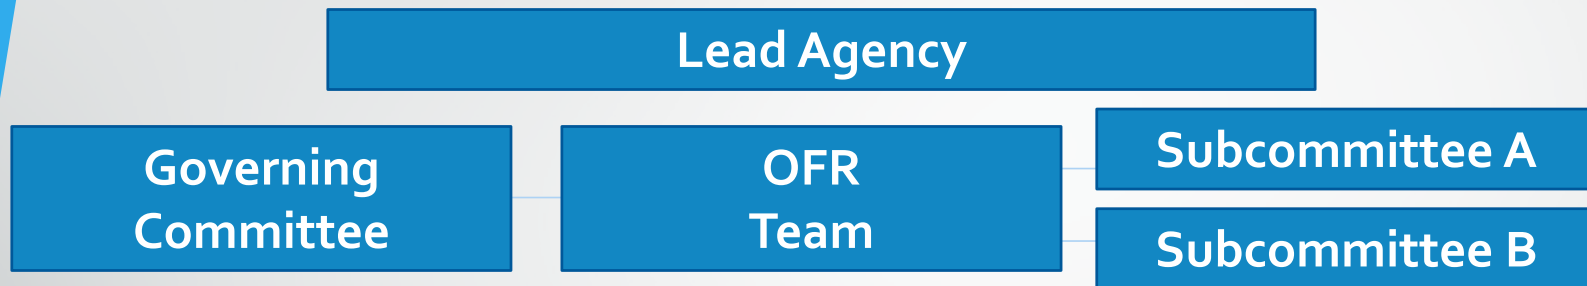 Lead Agency
Governing
Committee
OFR
Team
Subcommittee A
Subcommittee B